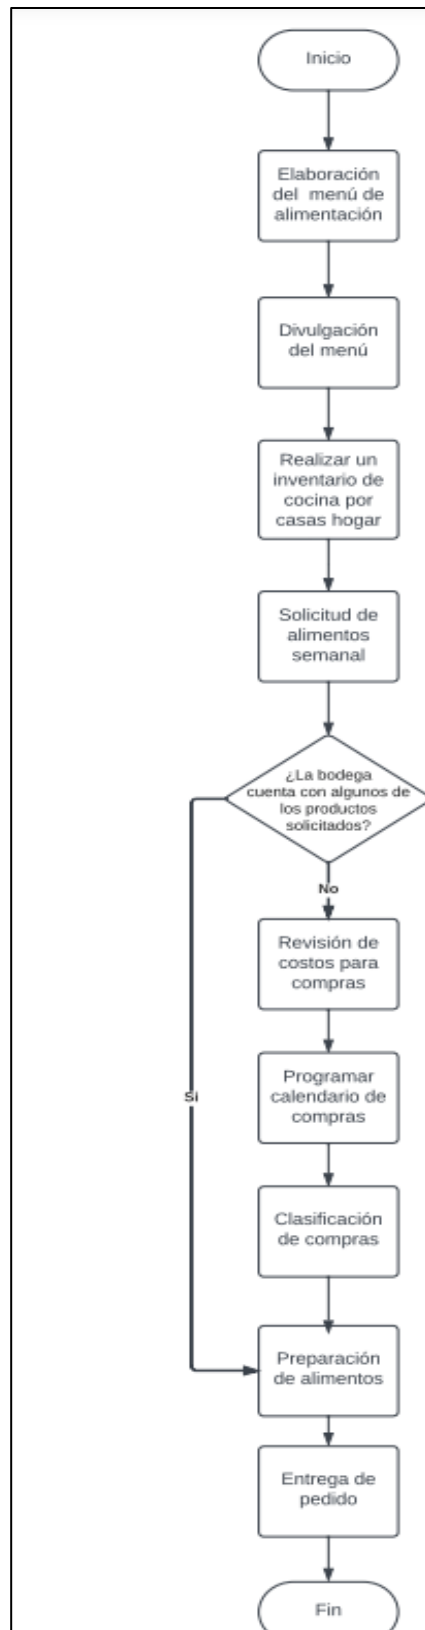 Inicio
Elaboración
del menú de
alimentación
Divulgación
del menú
Realizar un
inventario de
cocina por
casas hogar
Solicitud de
alimentos
semanal
¿La bodega
cuenta con algunos de
los productos
solicitados?
No
Revisión de
costos para
compras
Programar
calendario de
compras
Si
Clasificación
de compras
Preparación
de alimentos
Entrega de
pedido
Fin